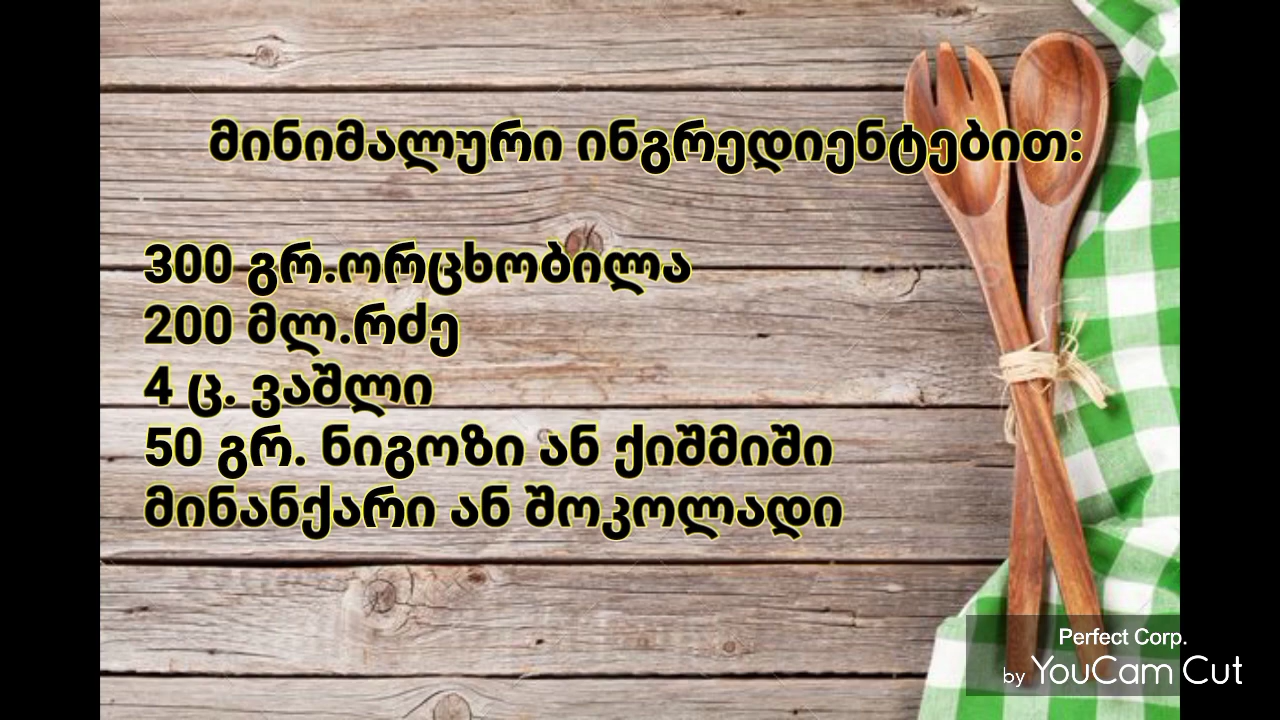 მინიმალური ინგრედიენტებით:
300 გრ.ორცხობილა
200 მლ.რძე
4 ც. ვაშლი
50 გრ. ნიგოზი ან ქიშმიში
მინანქარი ან შოკოლადი
Perfect Corp.
by YouCam Cut